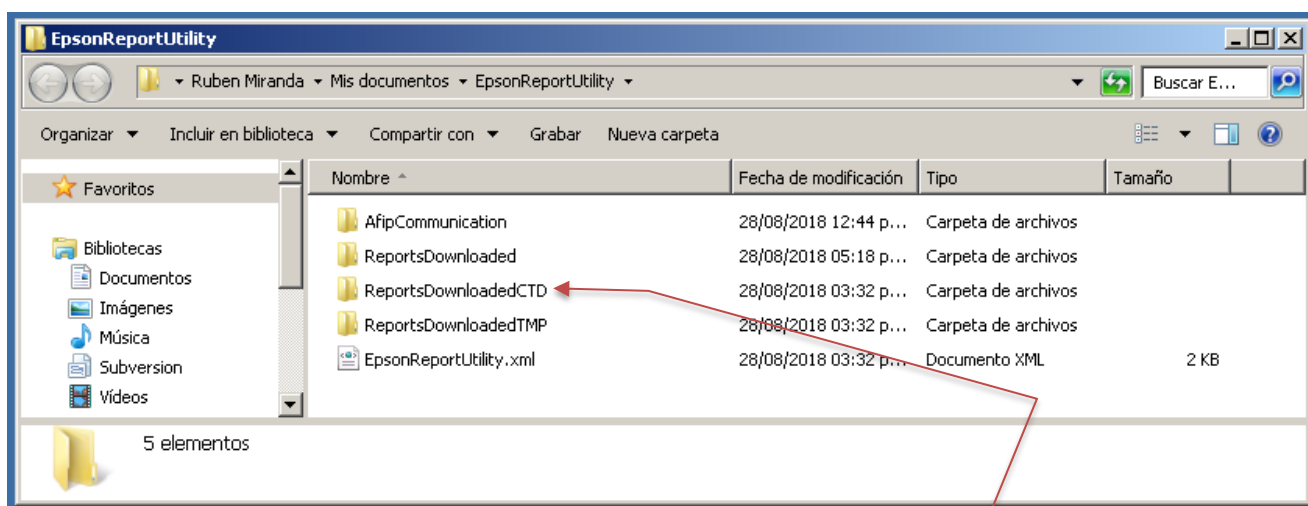 EpsonReportUtility
Ruben Miranda Mis documentos EpsonReportUtility
Buscar E...
Organizar Incluir en biblioteca Compartir con Grabar Nueva carpeta
Favoritos
Bibliotecas
Documentos
Imágenes
Música
Subversion
Vídeos
Nombre Fecha de modificación Tipo Tamaño
AfipCommunication 28/08/2018 12:44 p... Carpeta de archivos
ReportsDownloaded 28/08/2018 05:18 p... Carpeta de archivos
ReportsDownloadedCTD 28/08/2018 03:32 p... Carpeta de archivos
ReportsDownloadedTMP 28/08/2018 03:32 p... Carpeta de archivos
EpsonReportUtility.xml 28/08/2018 03:32 p... Documento XML 2 KB
5 elementos